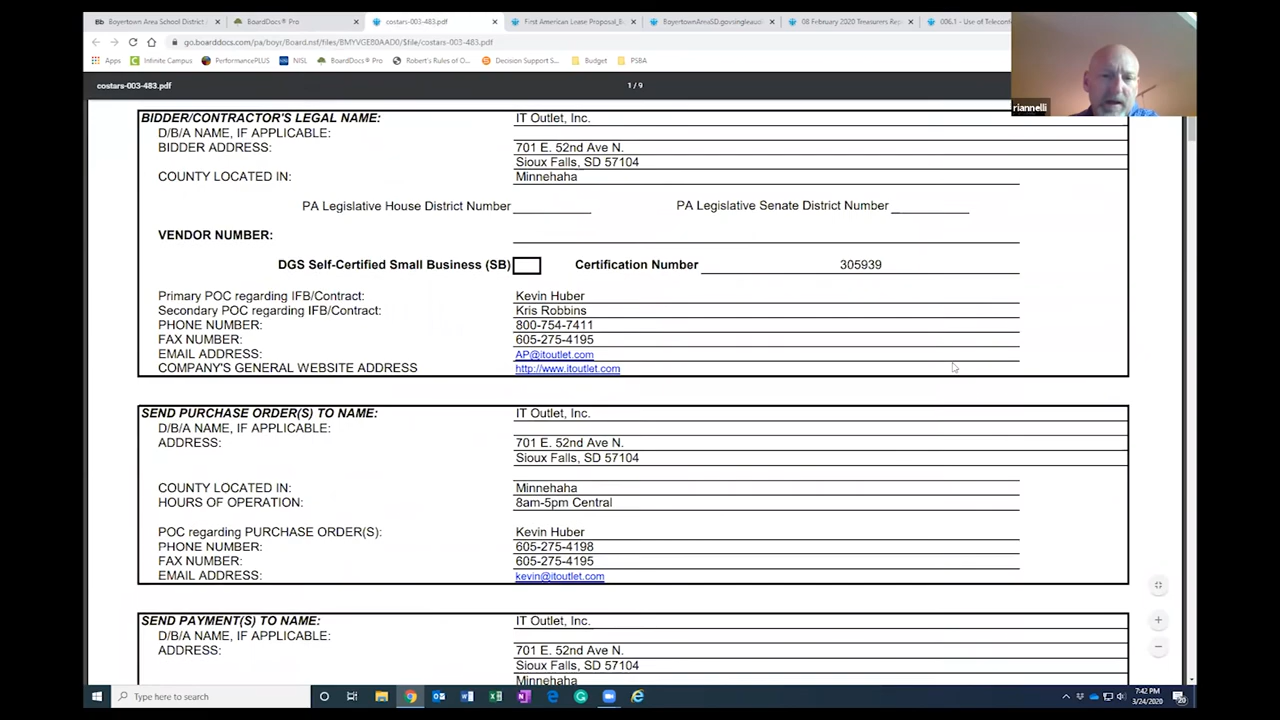 Bb Boyertown Area School District ×
BoardDocs® Pro ×
costars-003-483.pdf ×
First American Lease Proposal_B ×
BoyertownAreaSD.govsingleaudi ×
08 February 2020 Treasurers Rep ×
006.1 - Use of Telecon
go.boarddocs.com/pa/boyr/Board.nsf/files/BMYVGE80AAD0/$file/costars-003-483.pdf
Apps Infinite Campus PerformancePLUS NISL BoardDocs® Pro Robert's Rules of O... Decision Support S... Budget PSBA
costars-003-483.pdf 1 / 9
riannelli
BIDDER/CONTRACTOR'S LEGAL NAME: IT Outlet, Inc.
D/B/A NAME, IF APPLICABLE:
BIDDER ADDRESS: 701 E. 52nd Ave N.
Sioux Falls, SD 57104
COUNTY LOCATED IN: Minnehaha
PA Legislative House District Number PA Legislative Senate District Number
VENDOR NUMBER:
DGS Self-Certified Small Business (SB) Certification Number 305939
Primary POC regarding IFB/Contract: Kevin Huber
Secondary POC regarding IFB/Contract: Kris Robbins
PHONE NUMBER: 800-754-7411
FAX NUMBER: 605-275-4195
EMAIL ADDRESS: AP@itoutlet.com
COMPANY'S GENERAL WEBSITE ADDRESS http://www.itoutlet.com
SEND PURCHASE ORDER(S) TO NAME: IT Outlet, Inc.
D/B/A NAME, IF APPLICABLE:
ADDRESS: 701 E. 52nd Ave N.
Sioux Falls, SD 57104
COUNTY LOCATED IN: Minnehaha
HOURS OF OPERATION: 8am-5pm Central
POC regarding PURCHASE ORDER(S): Kevin Huber
PHONE NUMBER: 605-275-4198
FAX NUMBER: 605-275-4195
EMAIL ADDRESS: kevin@itoutlet.com
SEND PAYMENT(S) TO NAME: IT Outlet, Inc.
D/B/A NAME, IF APPLICABLE:
ADDRESS: 701 E. 52nd Ave N.
Sioux Falls, SD 57104
Minnehaha
Type here to search
7:42 PM
3/24/2020